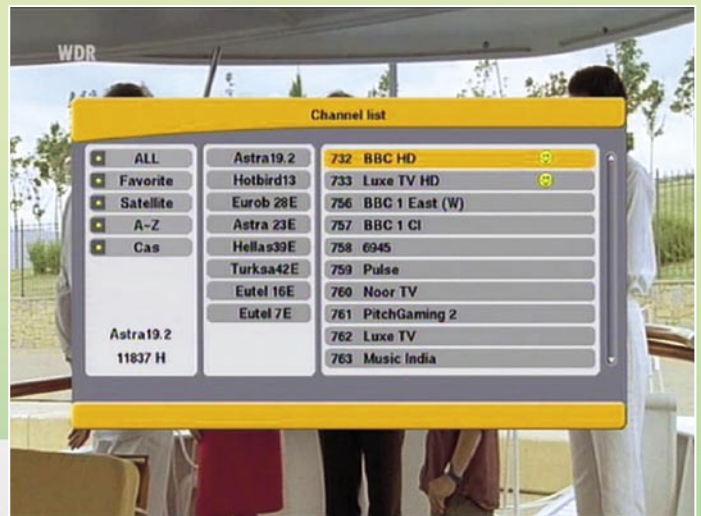 WDR
Channel list
ALL
Favorite
Satellite
A~Z
Cas
Astra19.2
11837 H
Astra19.2
Hotbird13
Eurob 28E
Astra 23E
Hellas39E
Turksa42E
Eutel 16E
Eutel 7E
732 BBC HD
733 Luxe TV HD
756 BBC 1 East (W)
757 BBC 1 CI
758 6945
759 Pulse
760 Noor TV
761 PitchGaming 2
762 Luxe TV
763 Music India